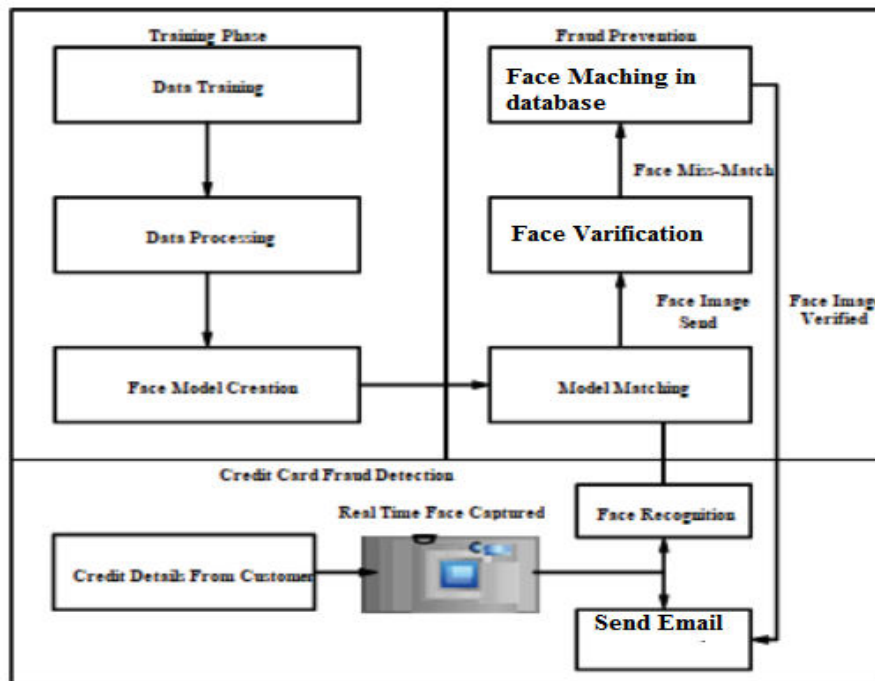 Training Phase
Data Training
Data Processing
Face Model Creation
Fraud Prevention
Face Maching in
database
Face Miss-Match
Face Varification
Face Image
Send
Face Image
Verified
Model Matching
Credit Card Fraud Detection
Real Time Face Captured
Face Recognition
Credit Details From Customer
Send Email